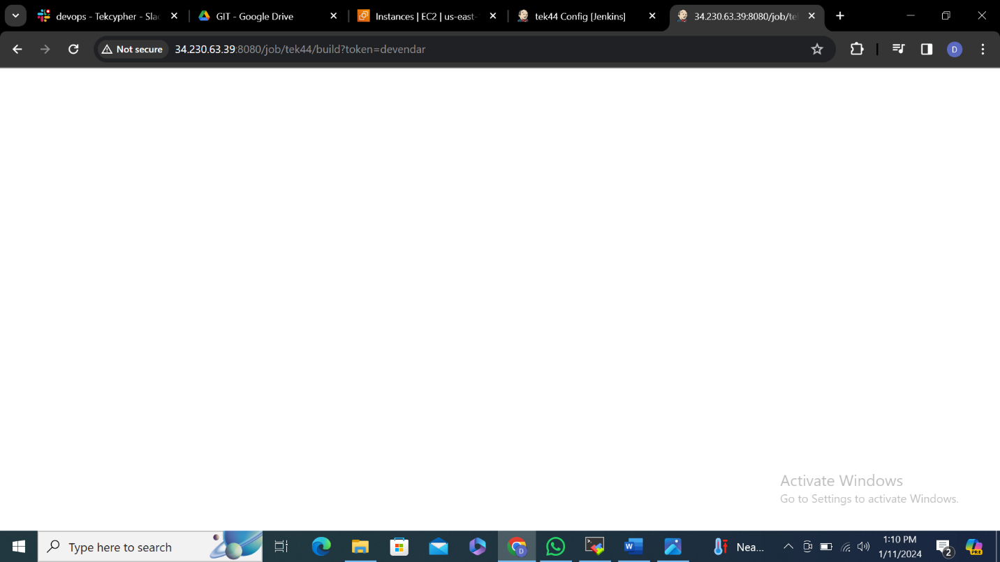 devops - Tekcypher - Sla
GIT - Google Drive
Instances | EC2 | us-east-
tek44 Config [Jenkins]
34.230.63.39:8080/job/te
Not secure
34.230.63.39:8080/job/tek44/build?token=devendar
D
Activate Windows
Go to Settings to activate Windows.
Type here to search
D
W
Nea...
1:10 PM
1/11/2024
2
PRE